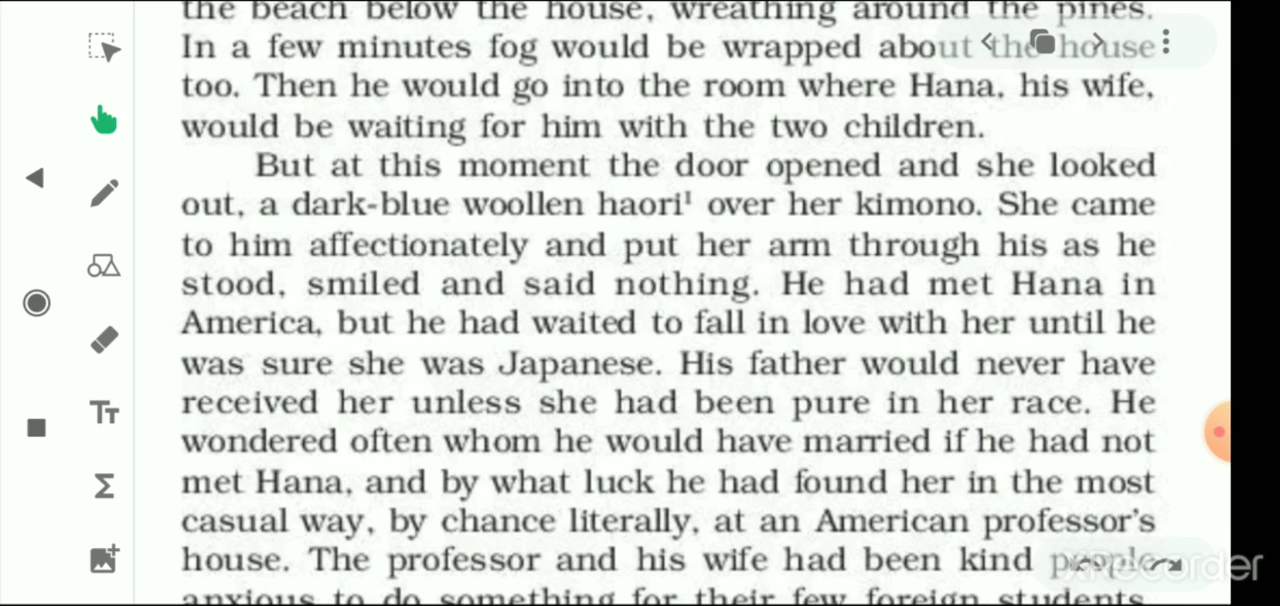 the beach below the house, wreathing around the pines.
In a few minutes fog would be wrapped about the house
too. Then he would go into the room where Hana, his wife,
would be waiting for him with the two children.
But at this moment the door opened and she looked
out, a dark-blue woollen haori¹ over her kimono. She came
to him affectionately and put her arm through his as he
stood, smiled and said nothing. He had met Hana in
America, but he had waited to fall in love with her until he
was sure she was Japanese. His father would never have
received her unless she had been pure in her race. He
wondered often whom he would have married if he had not
met Hana, and by what luck he had found her in the most
casual way, by chance literally, at an American professor's
house. The professor and his wife had been kind people
anxious to do something for their few foreign students,
Tт
Σ
XRecorder